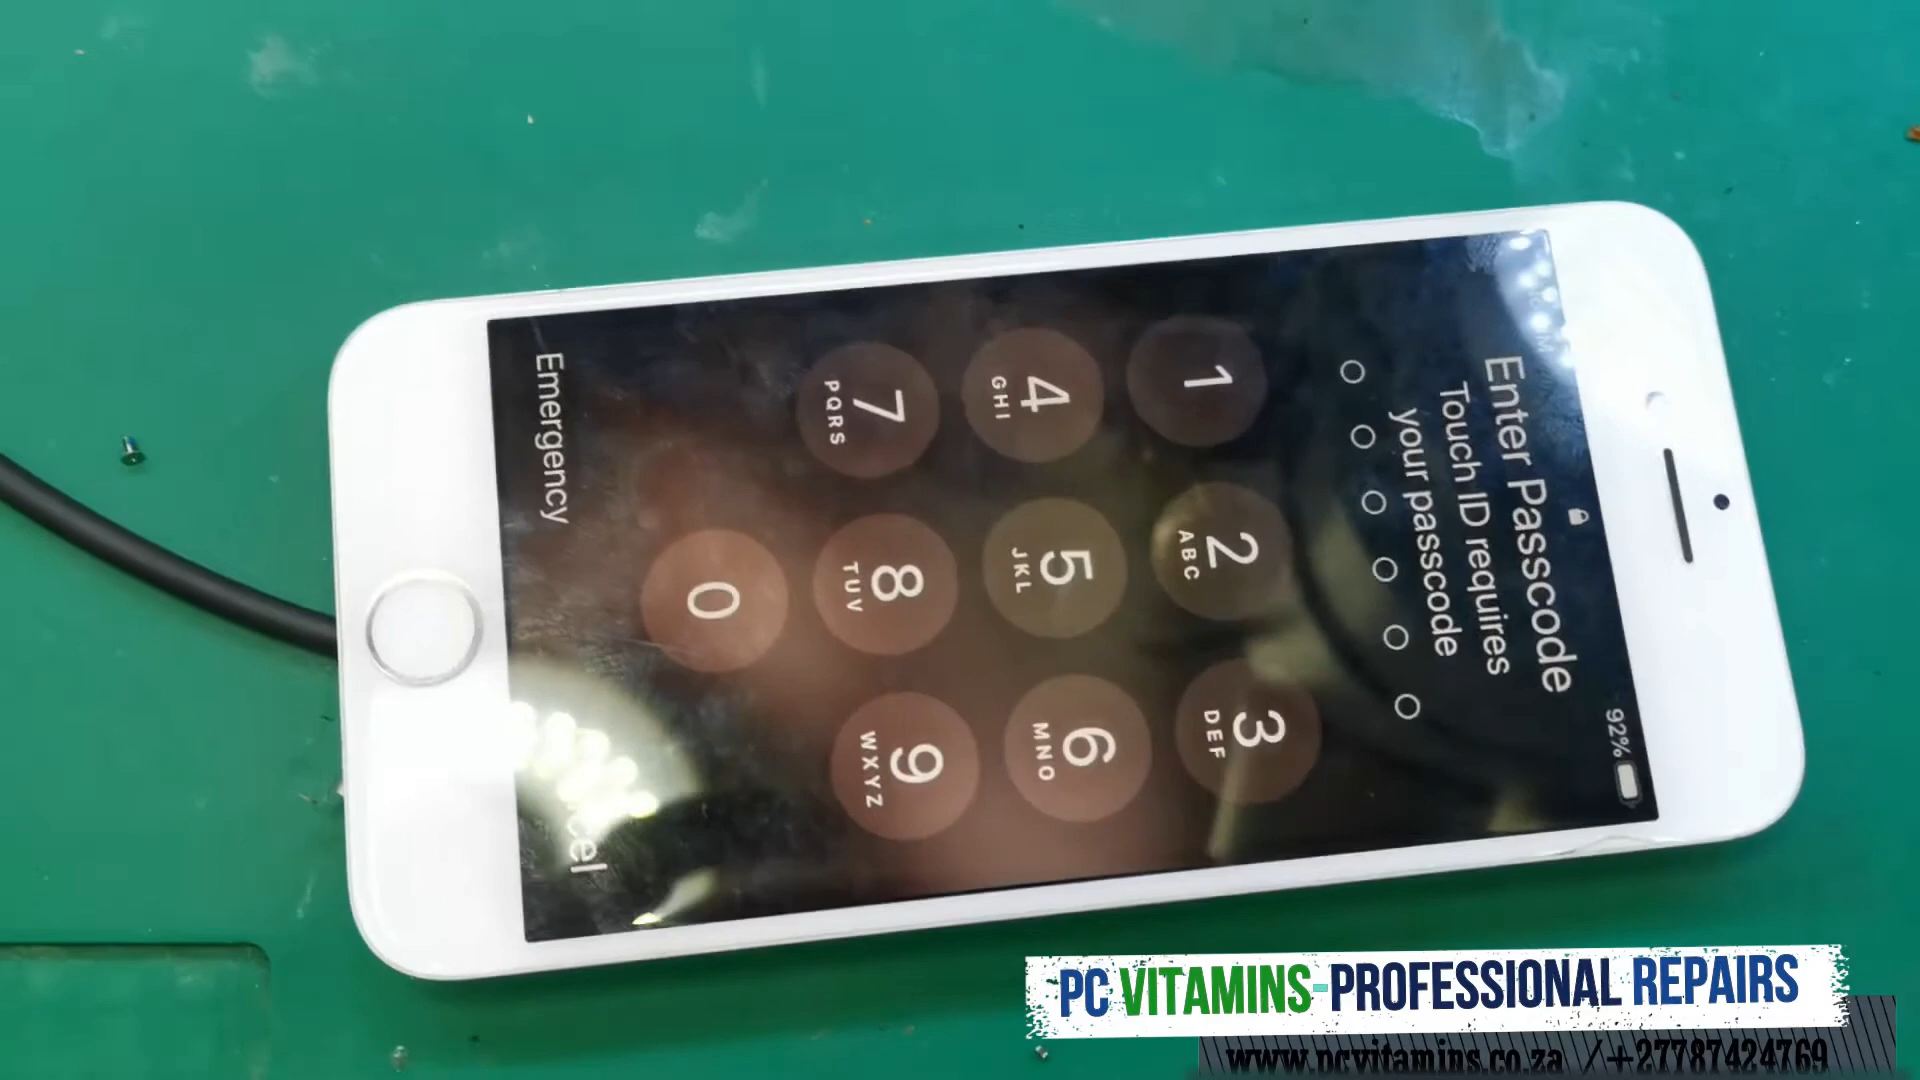 92%
Enter Passcode
Touch ID requires
your passcode
1
2
ABC
3
DEF
4
GHI
5
JKL
6
MNO
7
PQRS
8
TUV
9
WXYZ
0
Emergency
PC VITAMINS-PROFESSIONAL REPAIRS
www.pcvitamins.co.za /+27787424769